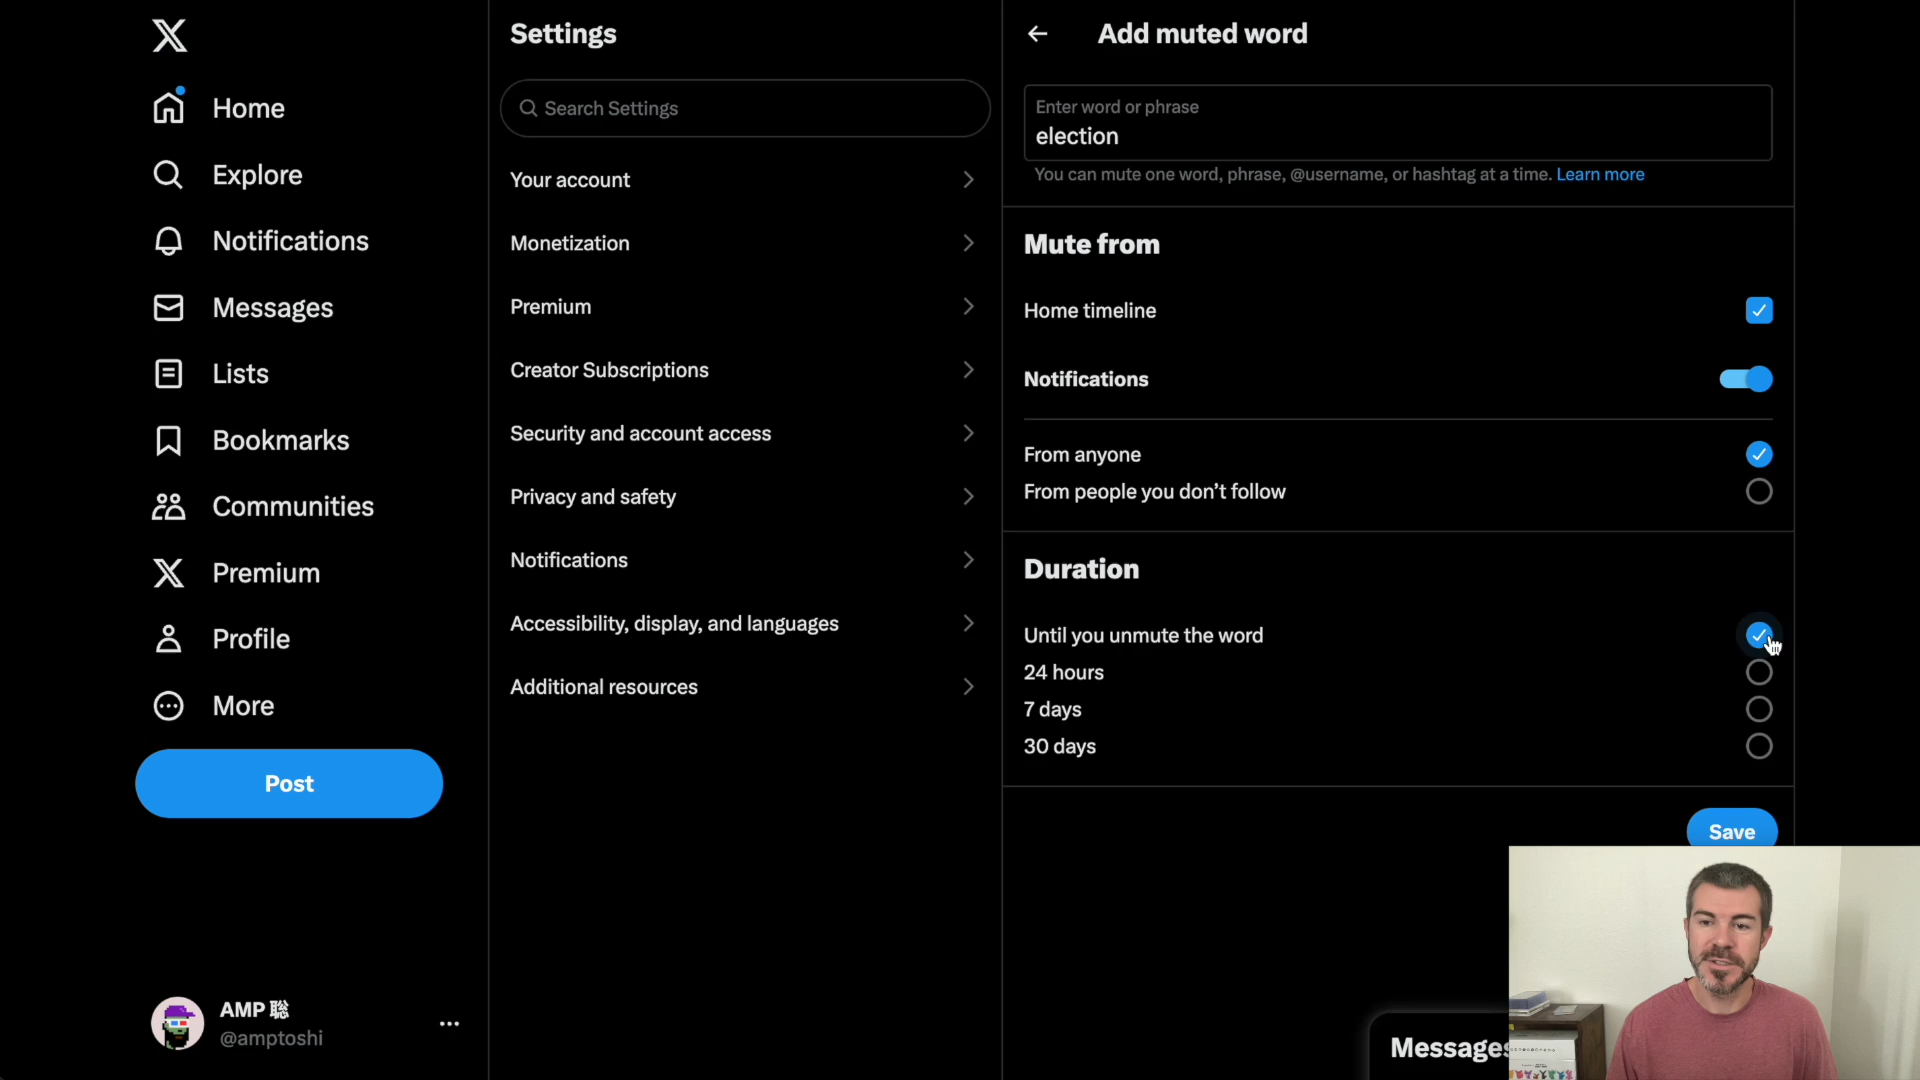 Home
Explore
Notifications
Messages
Lists
Bookmarks
Communities
Premium
Profile
More
Post
AMP 聡
@amptoshi
Settings
Search Settings
Your account
Monetization
Premium
Creator Subscriptions
Security and account access
Privacy and safety
Notifications
Accessibility, display, and languages
Additional resources
Add muted word
Enter word or phrase
election
You can mute one word, phrase, @username, or hashtag at a time. Learn more
Mute from
Home timeline
Notifications
From anyone
From people you don’t follow
Duration
Until you unmute the word
24 hours
7 days
30 days
Save
Messages